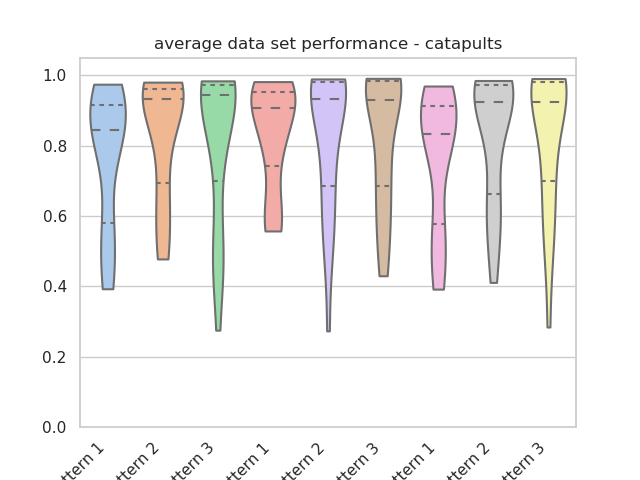 average data set performance - catapults
1.0
0.8
0.6
0.4
0.2
0.0
ttern 1
ttern 2
ttern 3
ttern 1
ttern 2
ttern 3
ttern 1
ttern 2
ttern 3